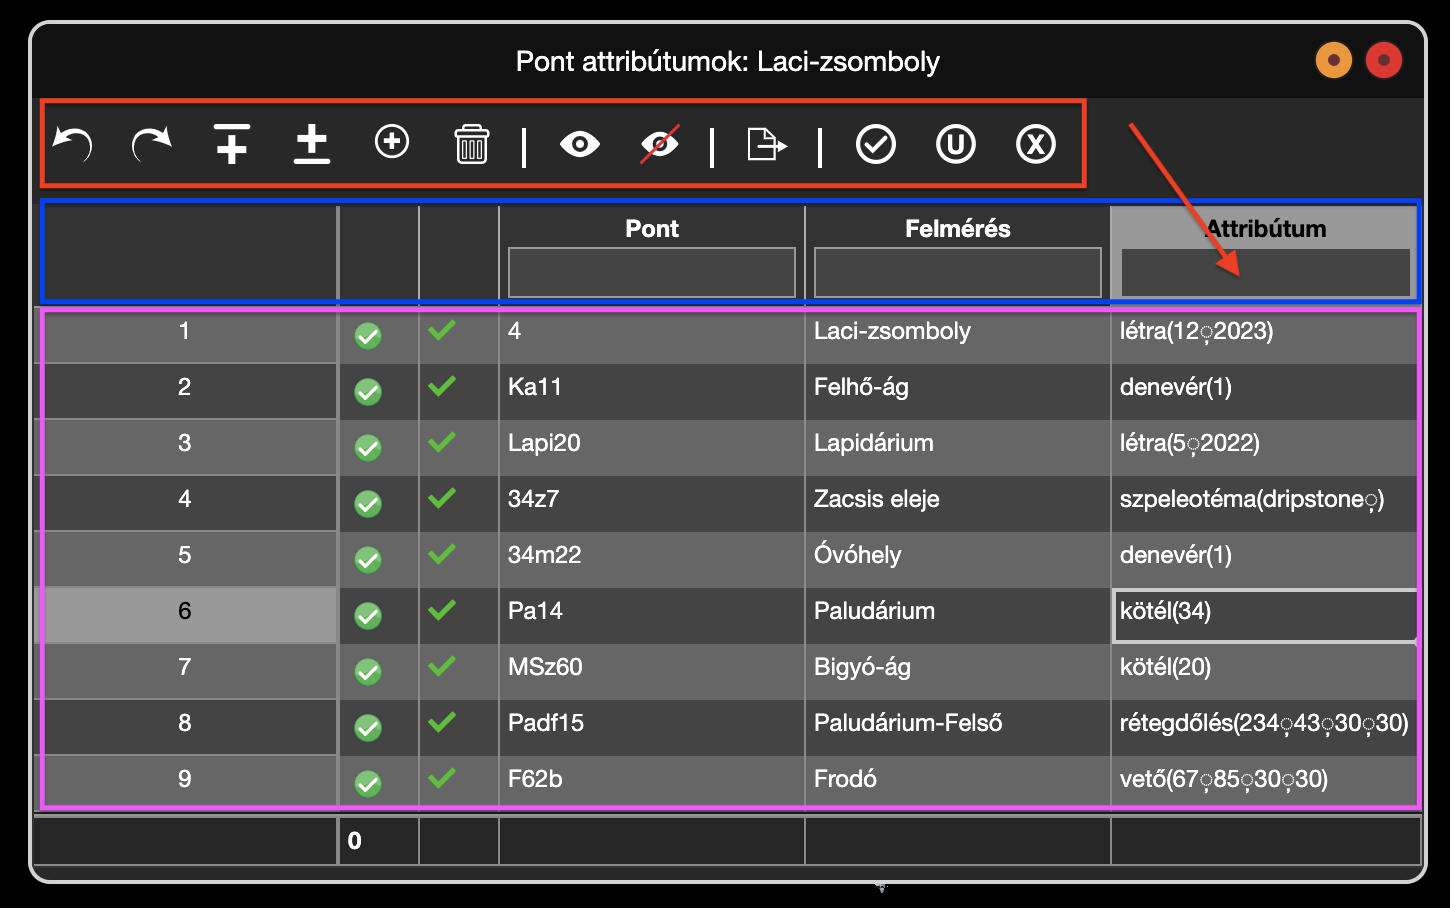 Pont attribútumok: Laci-zsomboly
U X
Pont Felmérés Attribútum
1 4 Laci-zsomboly létra(12̦2023)
2 Ka11 Felhő-ág denevér(1)
3 Lapi20 Lapidárium létra(5̦2022)
4 34z7 Zacsis eleje szpeleotéma(dripstone̦)
5 34m22 Óvóhely denevér(1)
6 Pa14 Paludárium kötél(34)
7 MSz60 Bigyó-ág kötél(20)
8 Padf15 Paludárium-Felső rétegdőlés(234̦43̦30̦30)
9 F62b Frodó vető(67̦85̦30̦30)
0